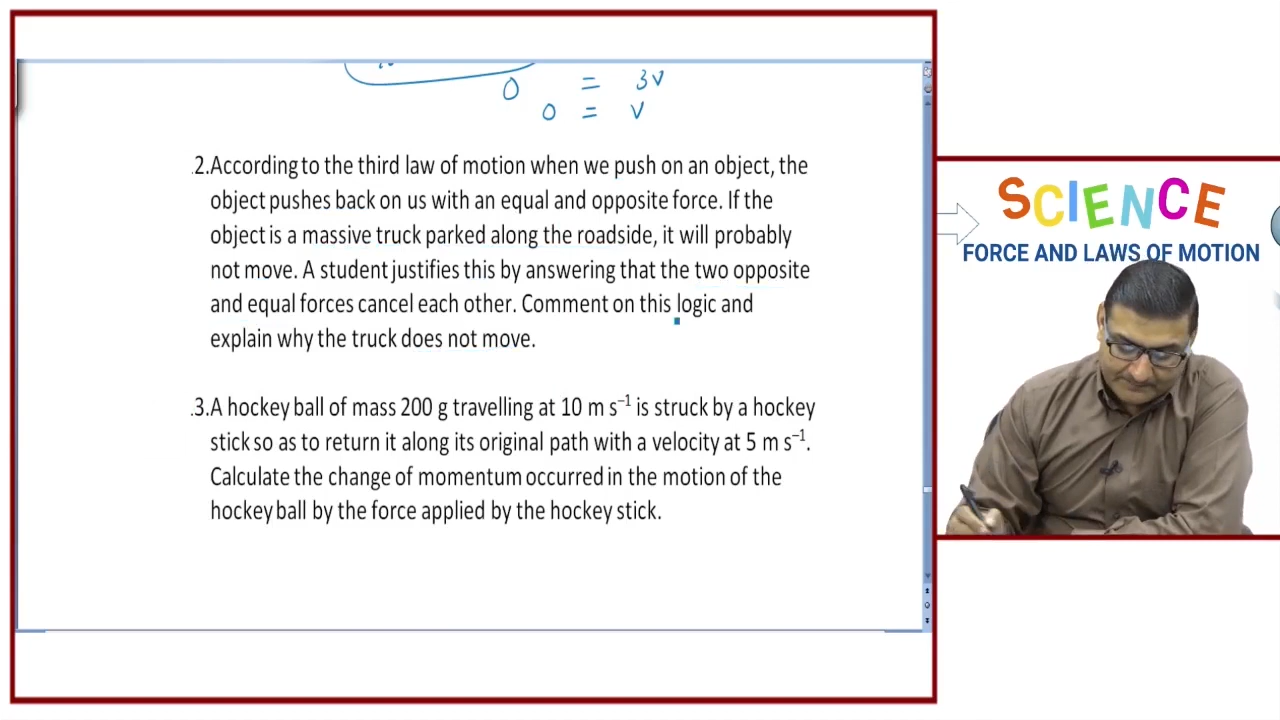 0 = 3v
0 = v
.2.According to the third law of motion when we push on an object, the
object pushes back on us with an equal and opposite force. If the
object is a massive truck parked along the roadside, it will probably
not move. A student justifies this by answering that the two opposite
and equal forces cancel each other. Comment on this logic and
explain why the truck does not move.
.3.A hockey ball of mass 200 g travelling at 10 m s⁻¹ is struck by a hockey
stick so as to return it along its original path with a velocity at 5 m s⁻¹.
Calculate the change of momentum occurred in the motion of the
hockey ball by the force applied by the hockey stick.
SCIENCE
FORCE AND LAWS OF MOTION